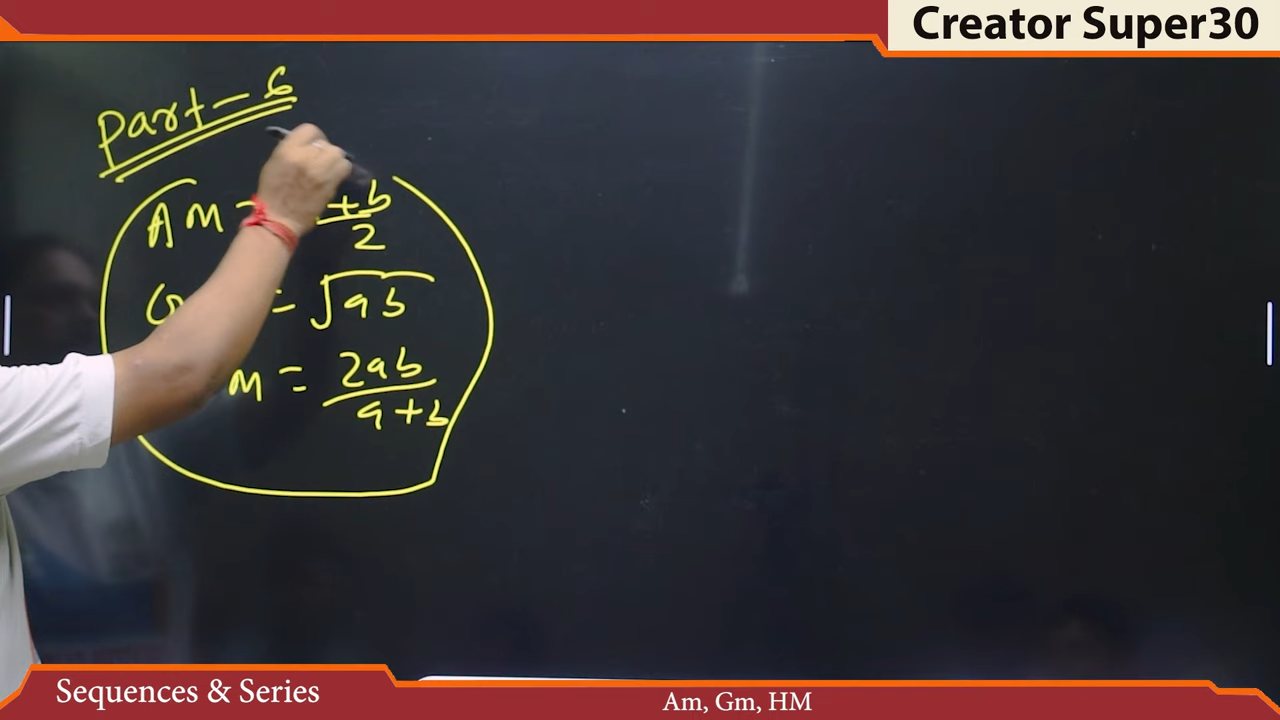 Creator Super30
Part - 6
AM = +b
2
= √ab
M = 2ab
a+b
Sequences & Series
Am, Gm, HM